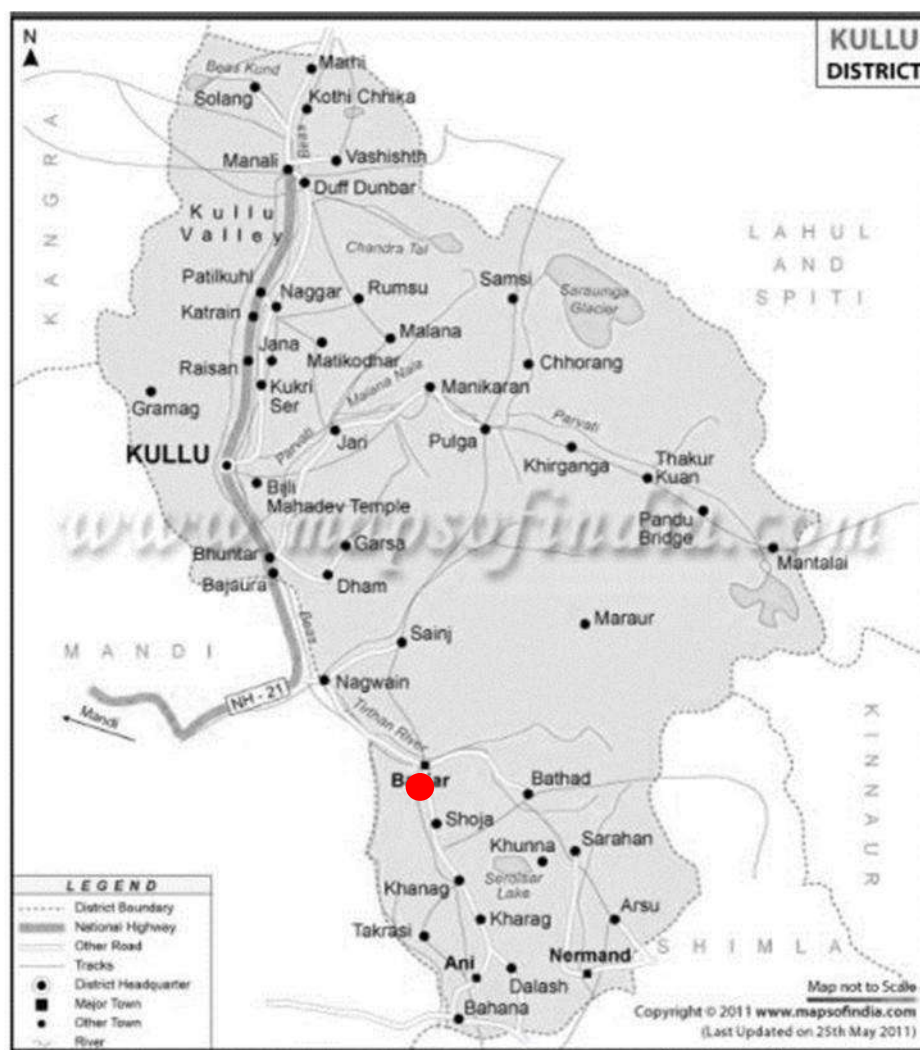 N
KULLU
DISTRICT
Beas Kund
Marhi
Solang
Kothi Chhika
Beas
Manali
Vashishth
Duff Dunbar
KANGRA
Kullu
Valley
Chandra Tal
LAHUL
AND
SPITI
Patilkuhl
Naggar
Rumsu
Samsi
Saraumga
Glacier
Katrain
Jana
Malana
Matikodhar
Raisan
Malana Nala
Chhorang
Kukri
Ser
Manikaran
Gramag
Parvati
Parvati
Jari
Pulga
KULLU
Khirganga
Thakur
Kuan
Bijli
Mahadev Temple
www.mapsofindia.com
Pandu
Bridge
Garsa
Bhuntar
Mantalai
Bajaura
Dham
Beas
Maraur
Sainj
MANDI
Nagwain
NH - 21
Mandi
Tirthan River
KINNAUR
Bathad
Shoja
Khunna
Sarahan
Serolsar
Lake
Khanag
Kharag
Arsu
Takrasi
Ani
Nermand
SHIMLA
Dalash
Bahana
LEGEND
District Boundary
National Highway
Other Road
Tracks
District Headquarter
Major Town
Other Town
River
Map not to Scale
Copyright © 2011 www.mapsofindia.com
(Last Updated on 25th May 2011)